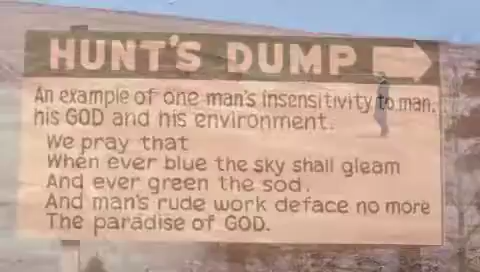 HUNT'S DUMP
An example of one man's insensitivity to man,
his GOD and his environment.
We pray that
When ever blue the sky shall gleam
And ever green the sod.
And man's rude work deface no more
The paradise of GOD.